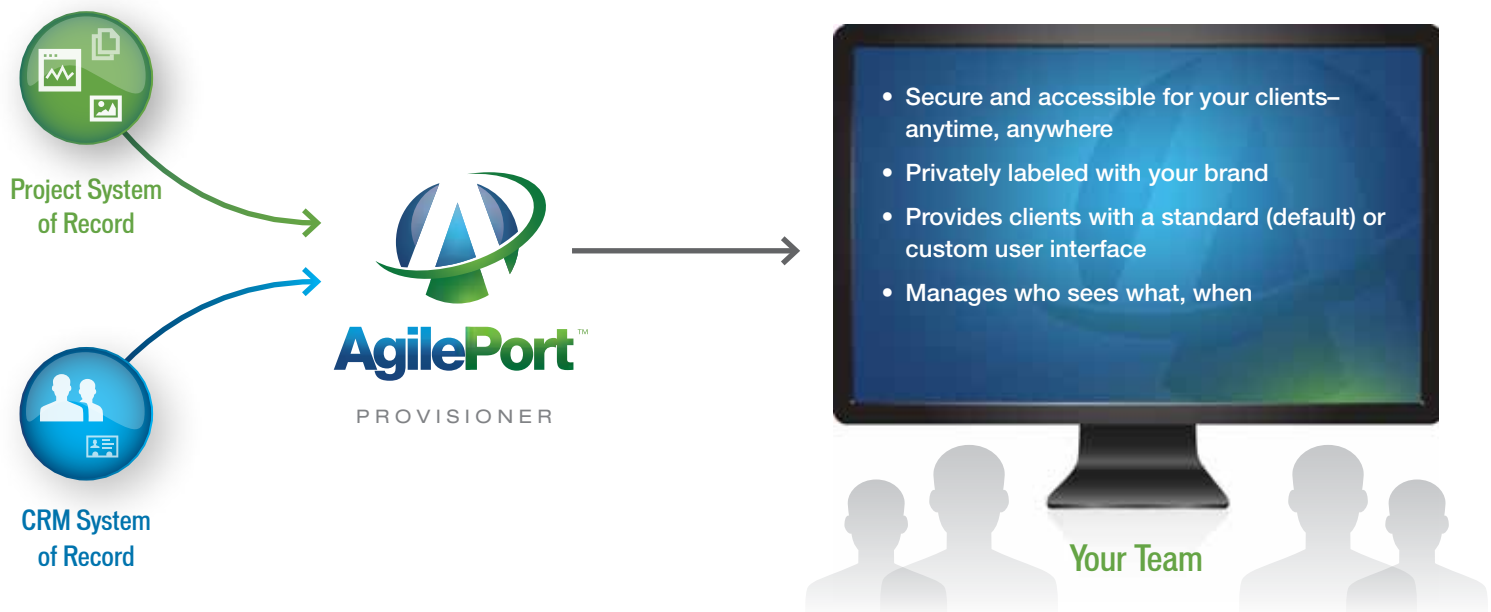 Project System
of Record
CRM System
of Record
AgilePort™
PROVISIONER
• Secure and accessible for your clients–
anytime, anywhere
• Privately labeled with your brand
• Provides clients with a standard (default) or
custom user interface
• Manages who sees what, when
Your Team